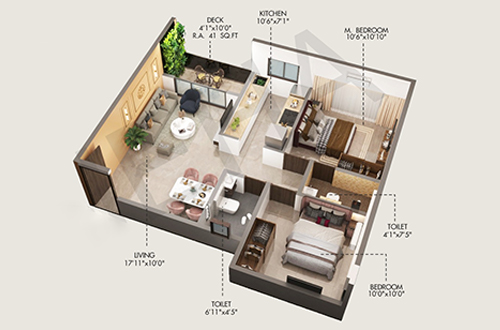 DECK
4'1"x10'0"
R.A. 41 SQ.FT
KITCHEN
10'6"x7'1"
M. BEDROOM
10'6"x10'10"
TOILET
4'1"x7'5"
LIVING
17'11"x10'0"
BEDROOM
10'0"x10'0"
TOILET
6'11"x4'5"